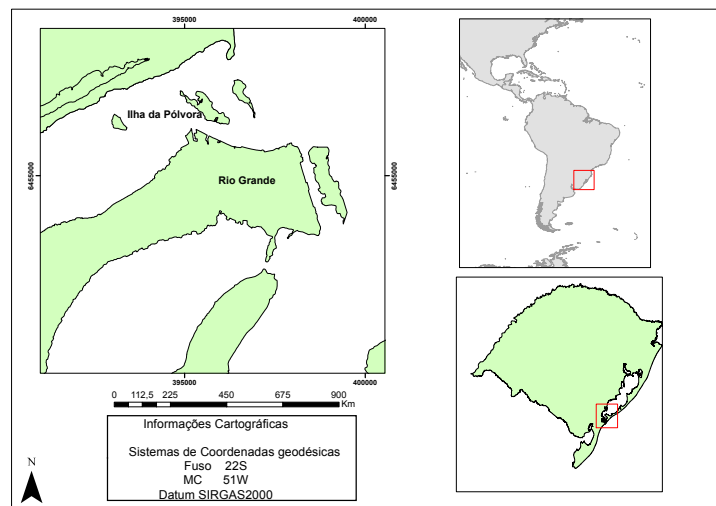 395000 400000
Ilha da Pólvora
6455000 6455000
Rio Grande
395000 400000
0 112,5 225 450 675 900
Km
Informações Cartográficas
Sistemas de Coordenadas geodésicas
Fuso 22S
MC 51W
Datum SIRGAS2000
N